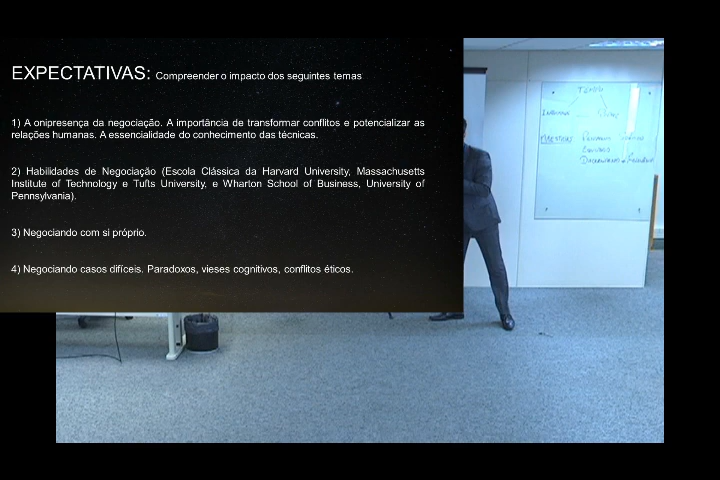 EXPECTATIVAS: Compreender o impacto dos seguintes temas
1) A onipresença da negociação. A importância de transformar conflitos e potencializar as
relações humanas. A essencialidade do conhecimento das técnicas.
2) Habilidades de Negociação (Escola Clássica da Harvard University, Massachusetts
Institute of Technology e Tufts University, e Wharton School of Business, University of
Pennsylvania).
3) Negociando com si próprio.
4) Negociando casos difíceis. Paradoxos, vieses cognitivos, conflitos éticos.